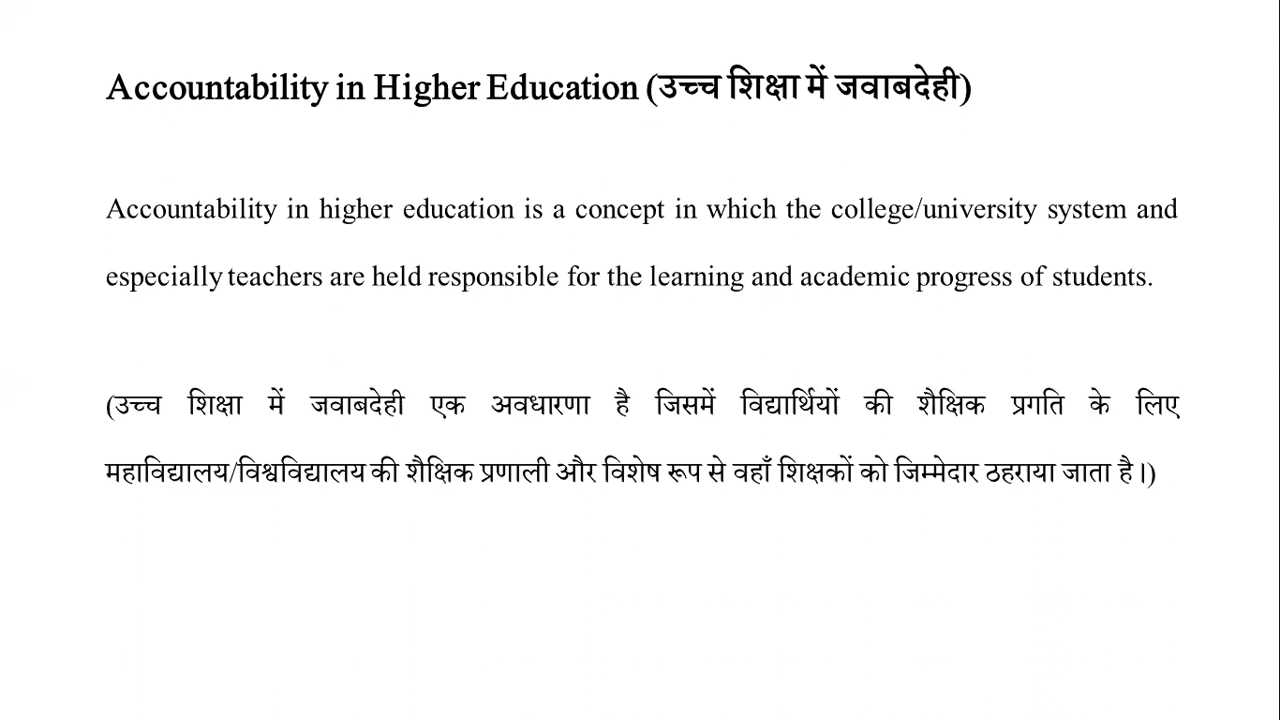 Accountability in Higher Education (उच्च शिक्षा में जवाबदेही)
Accountability in higher education is a concept in which the college/university system and
especially teachers are held responsible for the learning and academic progress of students.
(उच्च शिक्षा में जवाबदेही एक अवधारणा है जिसमें विद्यार्थियों की शैक्षिक प्रगति के लिए
महाविद्यालय/विश्वविद्यालय की शैक्षिक प्रणाली और विशेष रूप से वहाँ शिक्षकों को जिम्मेदार ठहराया जाता है।)